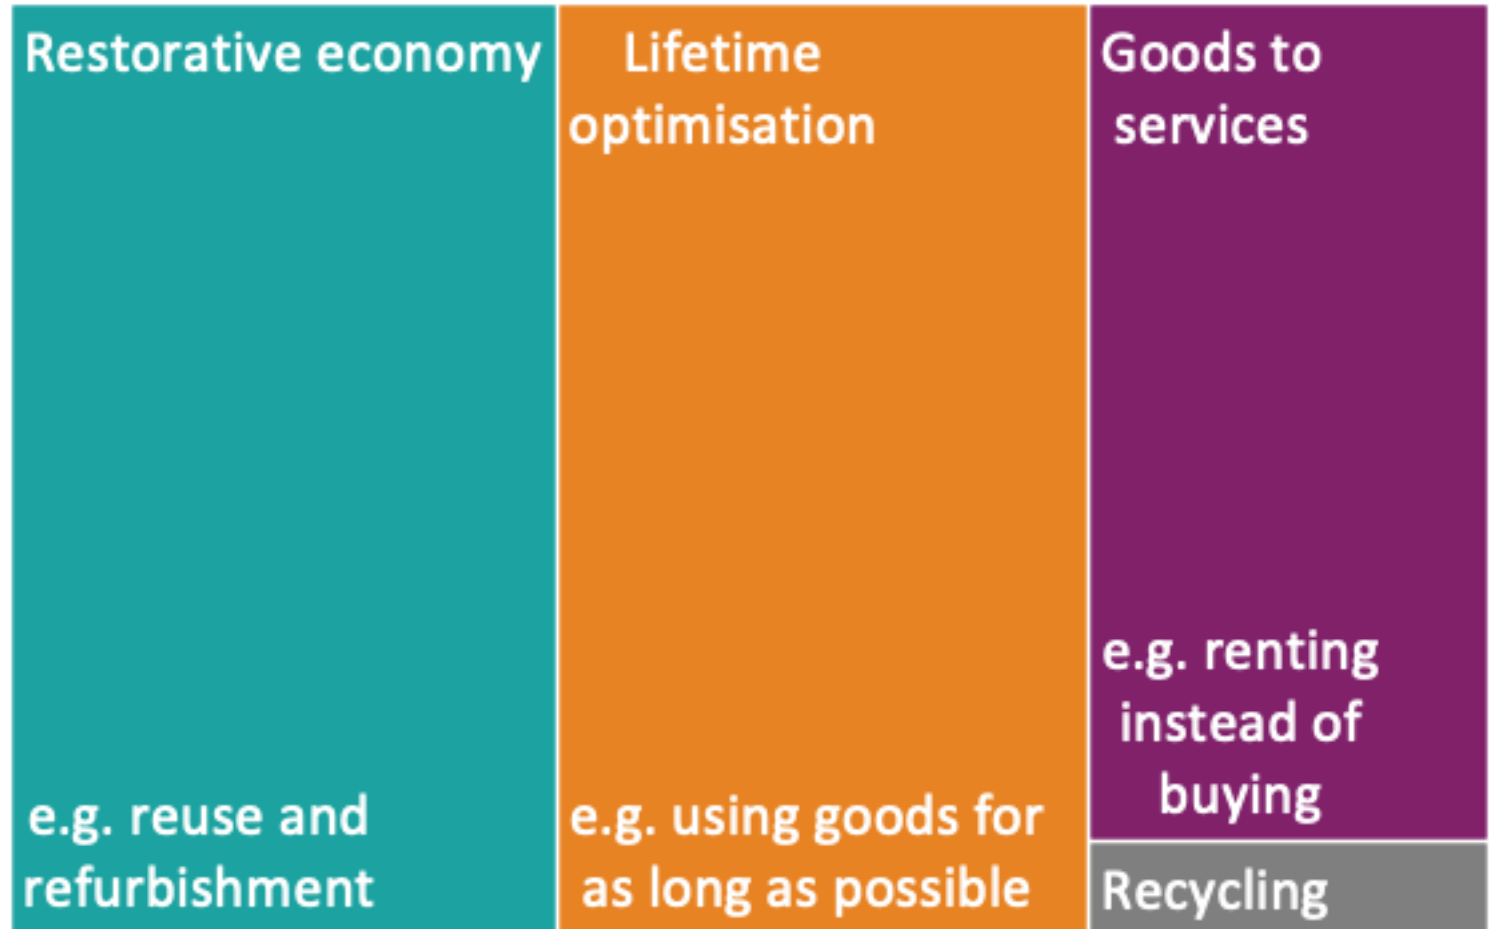 Restorative economy
e.g. reuse and
refurbishment
Lifetime
optimisation
e.g. using goods for
as long as possible
Goods to
services
e.g. renting
instead of
buying
Recycling